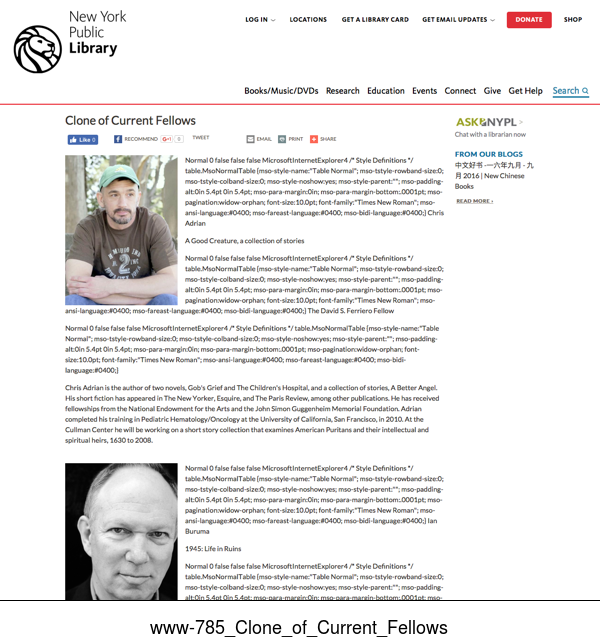 New York
Public
Library
LOG IN
LOCATIONS
GET A LIBRARY CARD
GET EMAIL UPDATES
DONATE
SHOP
Books/Music/DVDs Research Education Events Connect Give Get Help Search
Clone of Current Fellows
Like 0
RECOMMEND
0
TWEET
EMAIL
PRINT
SHARE
Normal 0 false false false MicrosoftInternetExplorer4 /* Style Definitions */
table.MsoNormalTable {mso-style-name:"Table Normal"; mso-tstyle-rowband-size:0;
mso-tstyle-colband-size:0; mso-style-noshow:yes; mso-style-parent:""; mso-padding-
alt:0in 5.4pt 0in 5.4pt; mso-para-margin:0in; mso-para-margin-bottom:.0001pt; mso-
pagination:widow-orphan; font-size:10.0pt; font-family:"Times New Roman"; mso-
ansi-language:#0400; mso-fareast-language:#0400; mso-bidi-language:#0400;} Chris
Adrian
A Good Creature, a collection of stories
Normal 0 false false false MicrosoftInternetExplorer4 /* Style Definitions */
table.MsoNormalTable {mso-style-name:"Table Normal"; mso-tstyle-rowband-size:0;
mso-tstyle-colband-size:0; mso-style-noshow:yes; mso-style-parent:""; mso-padding-
alt:0in 5.4pt 0in 5.4pt; mso-para-margin:0in; mso-para-margin-bottom:.0001pt; mso-
pagination:widow-orphan; font-size:10.0pt; font-family:"Times New Roman"; mso-
ansi-language:#0400; mso-fareast-language:#0400; mso-bidi-language:#0400;} The David S. Ferriero Fellow
Normal 0 false false false MicrosoftInternetExplorer4 /* Style Definitions */ table.MsoNormalTable {mso-style-name:"Table
Normal"; mso-tstyle-rowband-size:0; mso-tstyle-colband-size:0; mso-style-noshow:yes; mso-style-parent:""; mso-padding-
alt:0in 5.4pt 0in 5.4pt; mso-para-margin:0in; mso-para-margin-bottom:.0001pt; mso-pagination:widow-orphan; font-
size:10.0pt; font-family:"Times New Roman"; mso-ansi-language:#0400; mso-fareast-language:#0400; mso-bidi-
language:#0400;}
Chris Adrian is the author of two novels, Gob's Grief and The Children's Hospital, and a collection of stories, A Better Angel.
His short fiction has appeared in The New Yorker, Esquire, and The Paris Review, among other publications. He has received
fellowships from the National Endowment for the Arts and the John Simon Guggenheim Memorial Foundation. Adrian
completed his training in Pediatric Hematology/Oncology at the University of California, San Francisco, in 2010. At the
Cullman Center he will be working on a short story collection that examines American Puritans and their intellectual and
spiritual heirs, 1630 to 2008.
Normal 0 false false false MicrosoftInternetExplorer4 /* Style Definitions */
table.MsoNormalTable {mso-style-name:"Table Normal"; mso-tstyle-rowband-size:0;
mso-tstyle-colband-size:0; mso-style-noshow:yes; mso-style-parent:""; mso-padding-
alt:0in 5.4pt 0in 5.4pt; mso-para-margin:0in; mso-para-margin-bottom:.0001pt; mso-
pagination:widow-orphan; font-size:10.0pt; font-family:"Times New Roman"; mso-
ansi-language:#0400; mso-fareast-language:#0400; mso-bidi-language:#0400;} Ian
Buruma
1945: Life in Ruins
Normal 0 false false false MicrosoftInternetExplorer4 /* Style Definitions */
table.MsoNormalTable {mso-style-name:"Table Normal"; mso-tstyle-rowband-size:0;
mso-tstyle-colband-size:0; mso-style-noshow:yes; mso-style-parent:""; mso-padding-
alt:0in 5.4pt 0in 5.4pt; mso-para-margin:0in; mso-para-margin-bottom:.0001pt; mso-
ASK NYPL >
Chat with a librarian now
FROM OUR BLOGS
中文好书 -一六年九月 - 九
月 2016 | New Chinese
Books
READ MORE ›
www-785_Clone_of_Current_Fellows